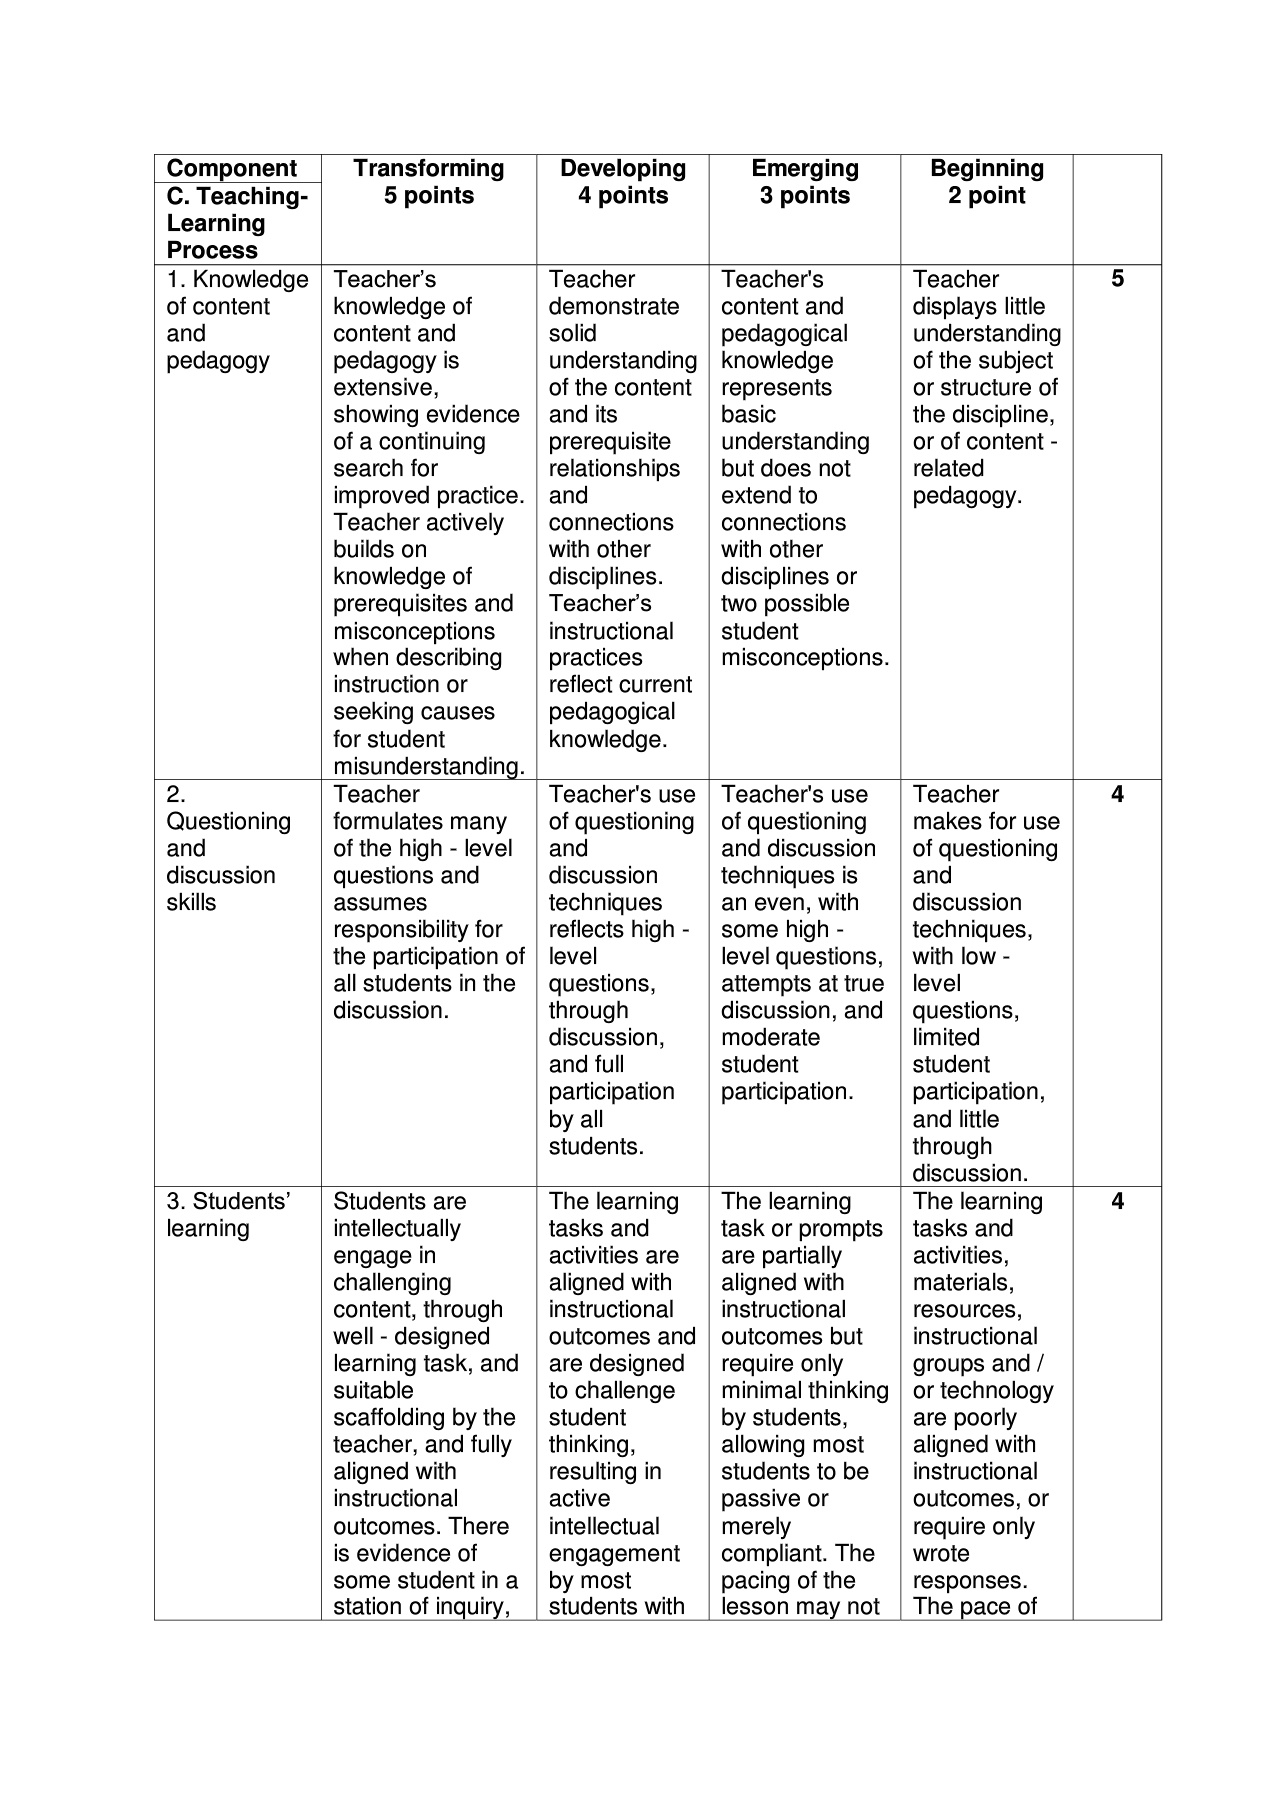 Component
C. Teaching-
Learning
Process
Transforming
5 points
Developing
4 points
Emerging
3 points
Beginning
2 point
1. Knowledge
of content
and
pedagogy
Teacher’s
knowledge of
content and
pedagogy is
extensive,
showing evidence
of a continuing
search for
improved practice.
Teacher actively
builds on
knowledge of
prerequisites and
misconceptions
when describing
instruction or
seeking causes
for student
misunderstanding.
Teacher
demonstrate
solid
understanding
of the content
and its
prerequisite
relationships
and
connections
with other
disciplines.
Teacher’s
instructional
practices
reflect current
pedagogical
knowledge.
Teacher's
content and
pedagogical
knowledge
represents
basic
understanding
but does not
extend to
connections
with other
disciplines or
two possible
student
misconceptions.
Teacher
displays little
understanding
of the subject
or structure of
the discipline,
or of content -
related
pedagogy.
5
2.
Questioning
and
discussion
skills
Teacher
formulates many
of the high - level
questions and
assumes
responsibility for
the participation of
all students in the
discussion.
Teacher's use
of questioning
and
discussion
techniques
reflects high -
level
questions,
through
discussion,
and full
participation
by all
students.
Teacher's use
of questioning
and discussion
techniques is
an even, with
some high -
level questions,
attempts at true
discussion, and
moderate
student
participation.
Teacher
makes for use
of questioning
and
discussion
techniques,
with low -
level
questions,
limited
student
participation,
and little
through
discussion.
4
3. Students’
learning
Students are
intellectually
engage in
challenging
content, through
well - designed
learning task, and
suitable
scaffolding by the
teacher, and fully
aligned with
instructional
outcomes. There
is evidence of
some student in a
station of inquiry,
The learning
tasks and
activities are
aligned with
instructional
outcomes and
are designed
to challenge
student
thinking,
resulting in
active
intellectual
engagement
by most
students with
The learning
task or prompts
are partially
aligned with
instructional
outcomes but
require only
minimal thinking
by students,
allowing most
students to be
passive or
merely
compliant. The
pacing of the
lesson may not
The learning
tasks and
activities,
materials,
resources,
instructional
groups and /
or technology
are poorly
aligned with
instructional
outcomes, or
require only
wrote
responses.
The pace of
4